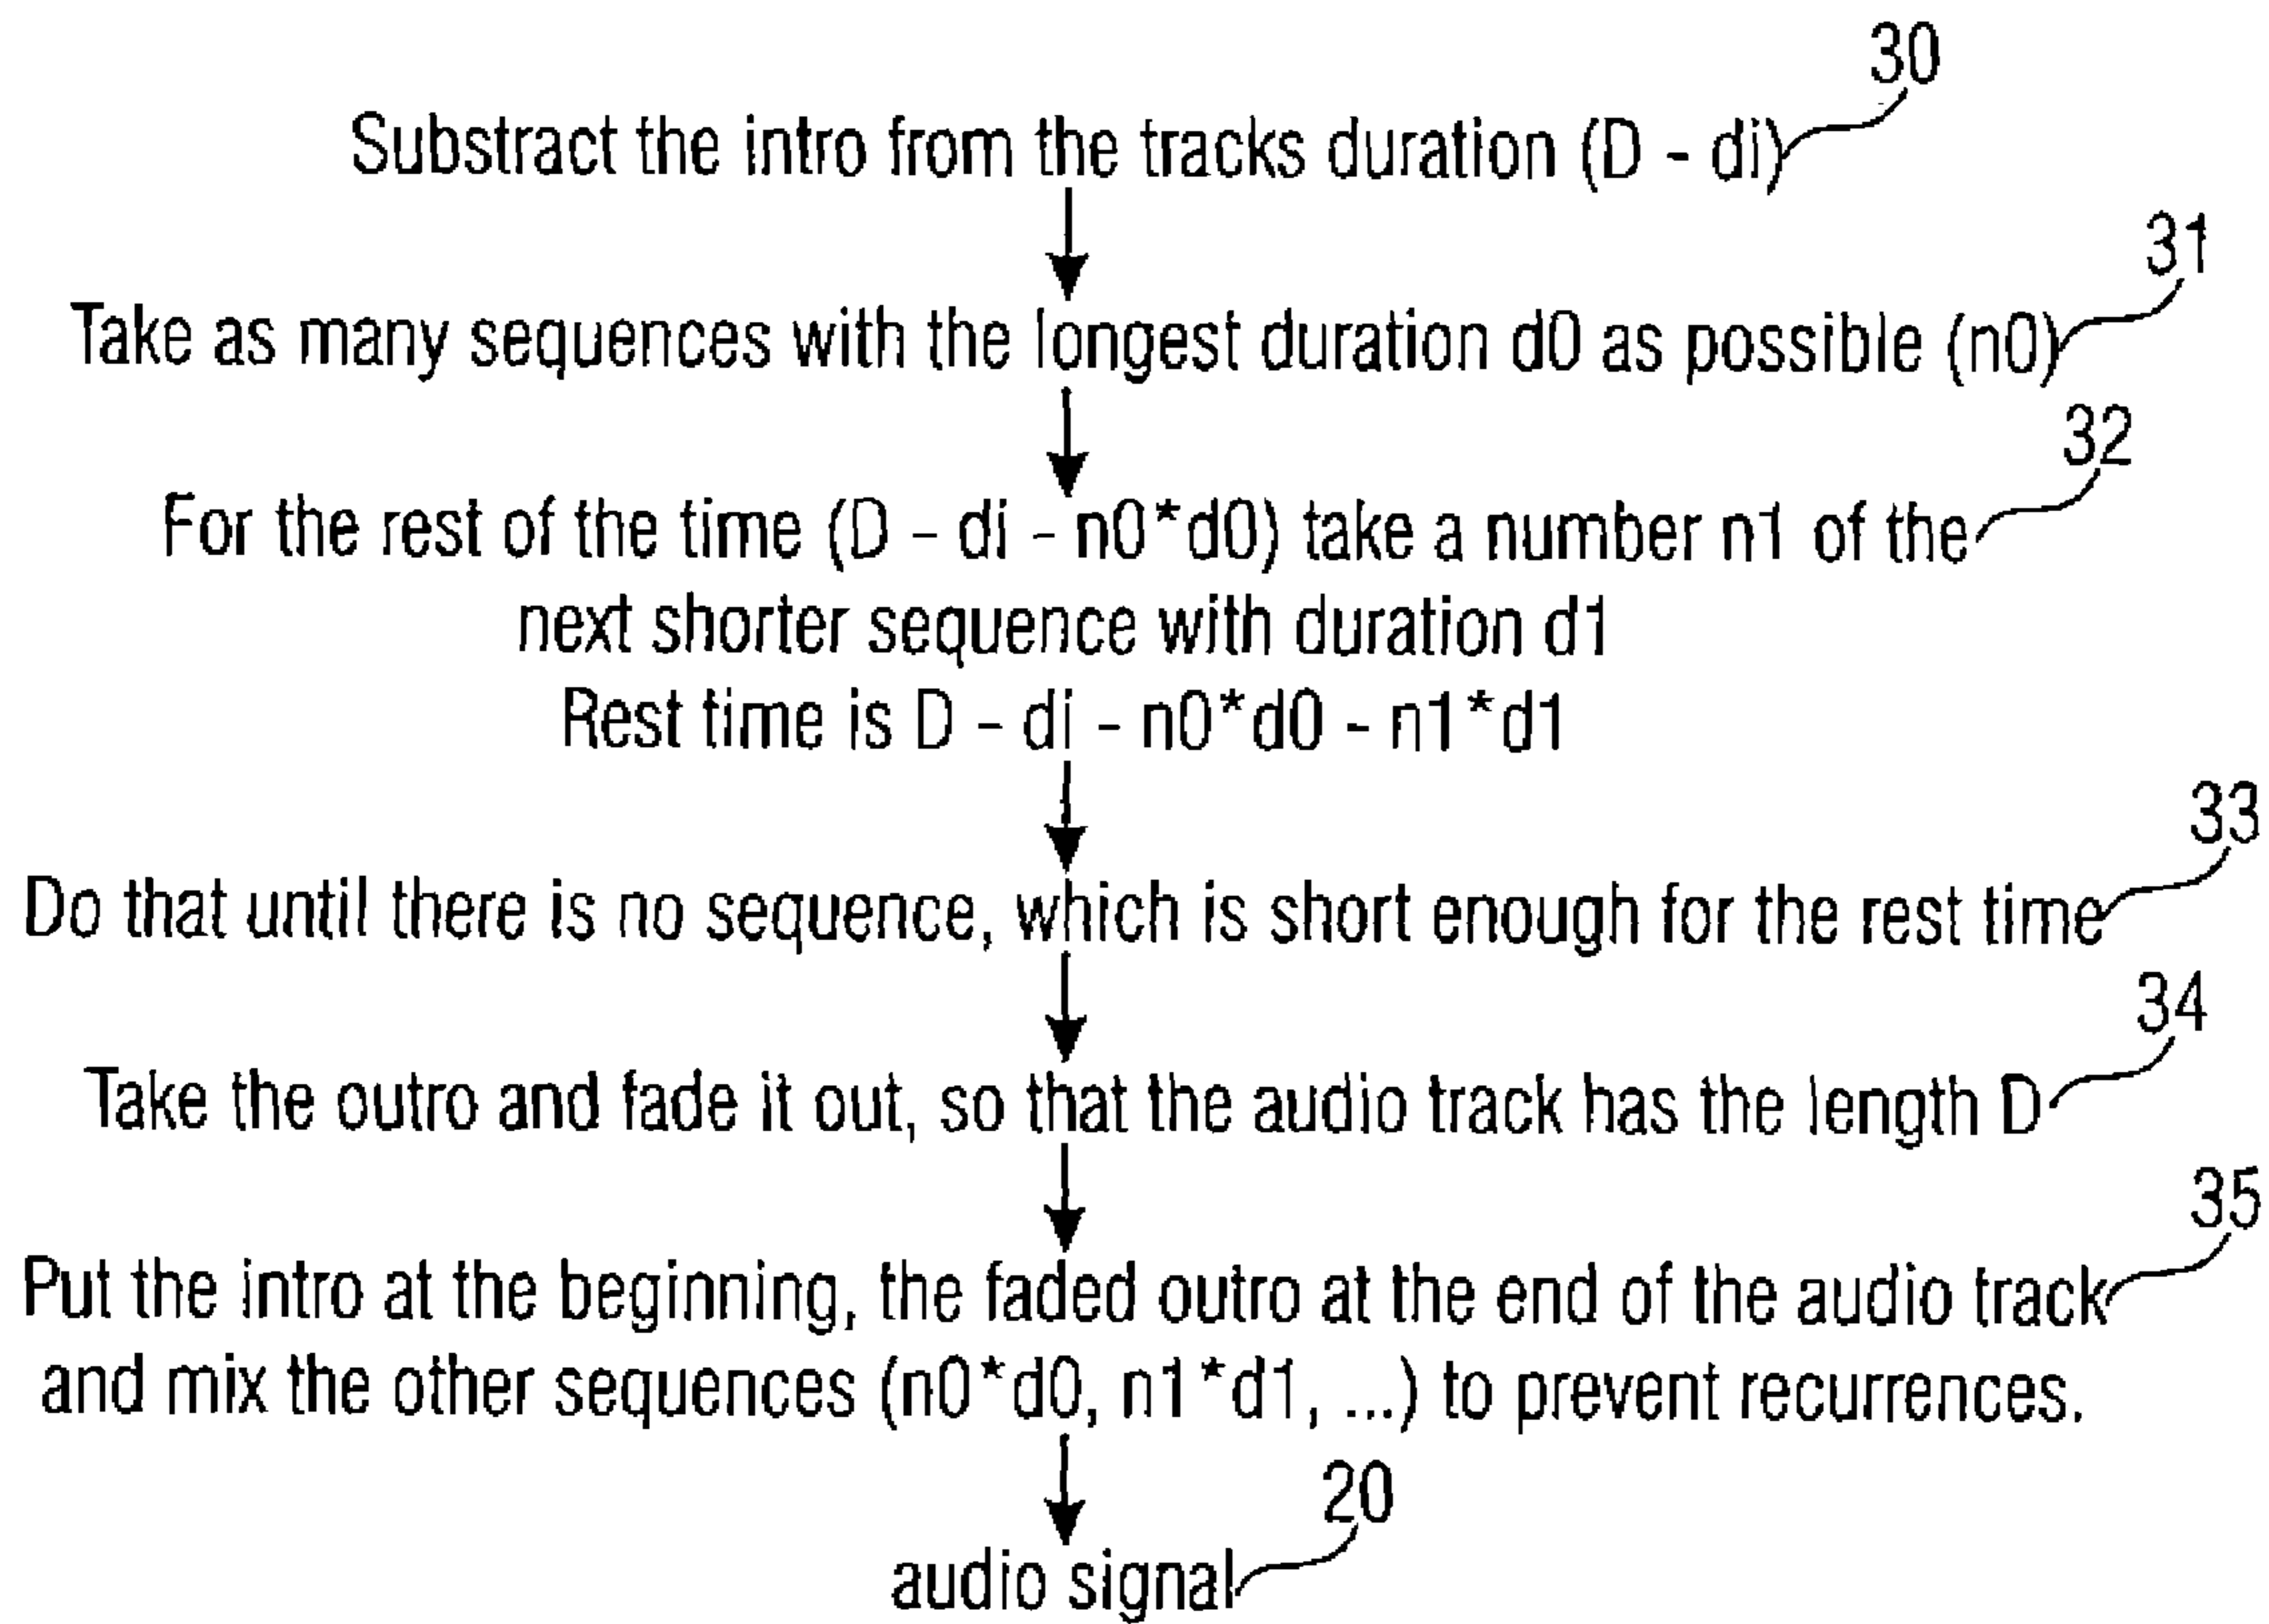 30
Substract the intro from the tracks duration (D - di)
31
Take as many sequences with the longest duration d0 as possible (n0)
32
For the rest of the time (D - di - n0*d0) take a number n1 of the
next shorter sequence with duration d1
Rest time is D - di - n0*d0 - n1*d1
33
Do that until there is no sequence, which is short enough for the rest time
34
Take the outro and fade it out, so that the audio track has the length D
35
Put the intro at the beginning, the faded outro at the end of the audio track
and mix the other sequences (n0*d0, n1*d1, ...) to prevent recurrences.
20
audio signal